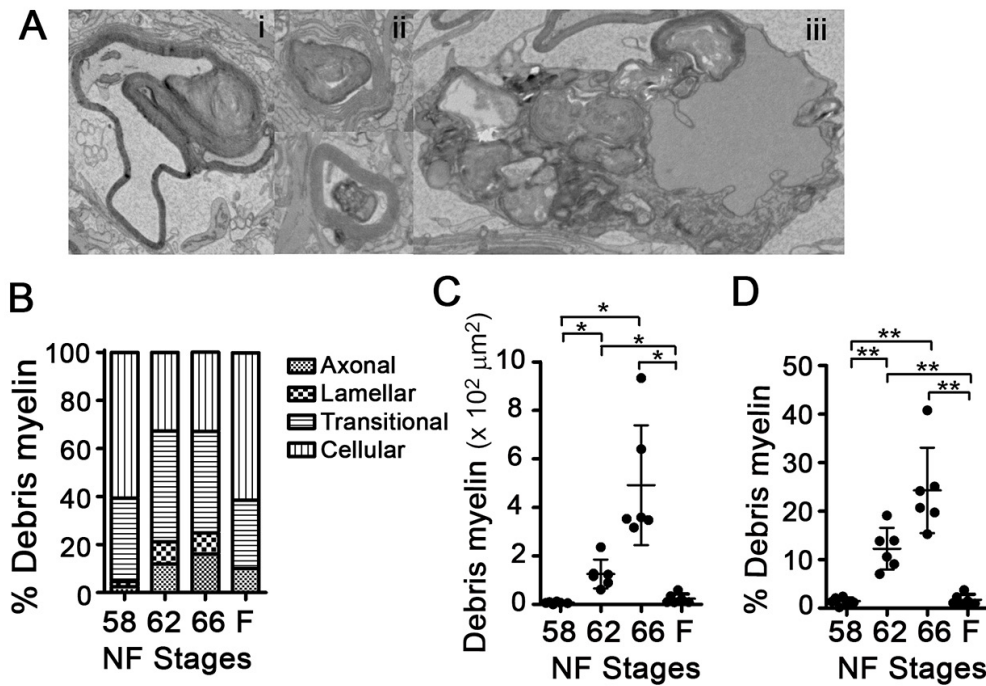 A
i
ii
iii
B
% Debris myelin
100
80
60
40
20
0
58 62 66 F
NF Stages
Axonal
Lamellar
Transitional
Cellular
C
Debris myelin (x 10² μm²)
10
8
6
4
2
0
* * * *
58 62 66 F
NF Stages
D
% Debris myelin
50
40
30
20
10
0
** ** ** **
58 62 66 F
NF Stages